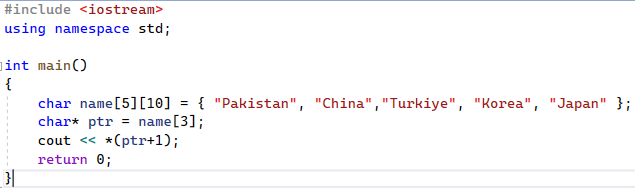 #include <iostream>
using namespace std;
int main()
{
char name[5][10] = { "Pakistan", "China","Turkiye", "Korea", "Japan" };
char* ptr = name[3];
cout << *(ptr+1);
return 0;
}